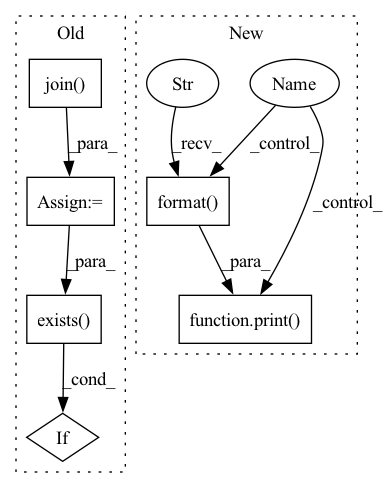 Old
New
join()
Str
Name
_para_
_recv_
_control_
Assign:=
format()
_control_
_para_
_para_
exists()
function.print()
_cond_
If